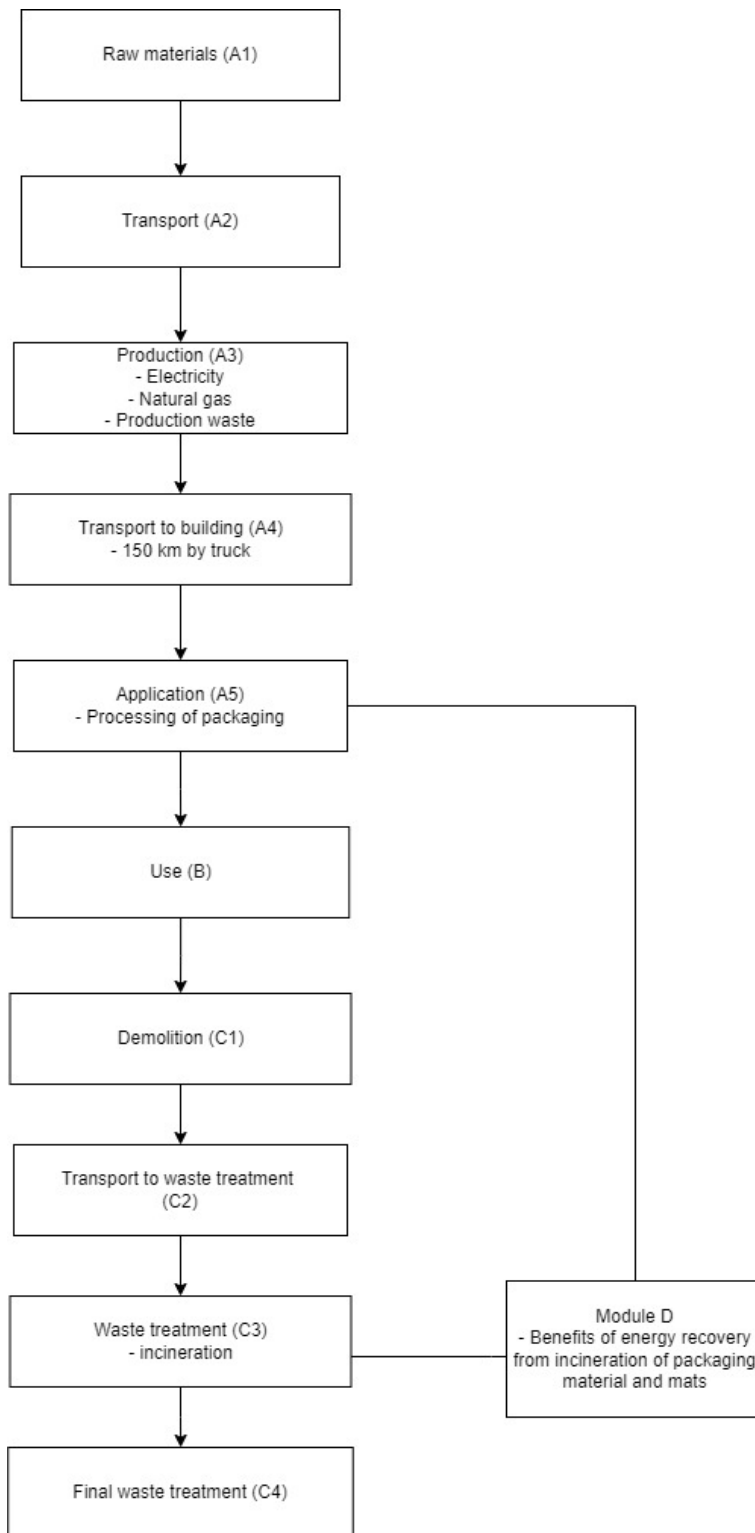 Raw materials (A1)
Transport (A2)
Production (A3)
- Electricity
- Natural gas
- Production waste
Transport to building (A4)
- 150 km by truck
Application (A5)
- Processing of packaging
Use (B)
Demolition (C1)
Transport to waste treatment
(C2)
Waste treatment (C3)
- incineration
Module D
- Benefits of energy recovery
from incineration of packaging
material and mats
Final waste treatment (C4)